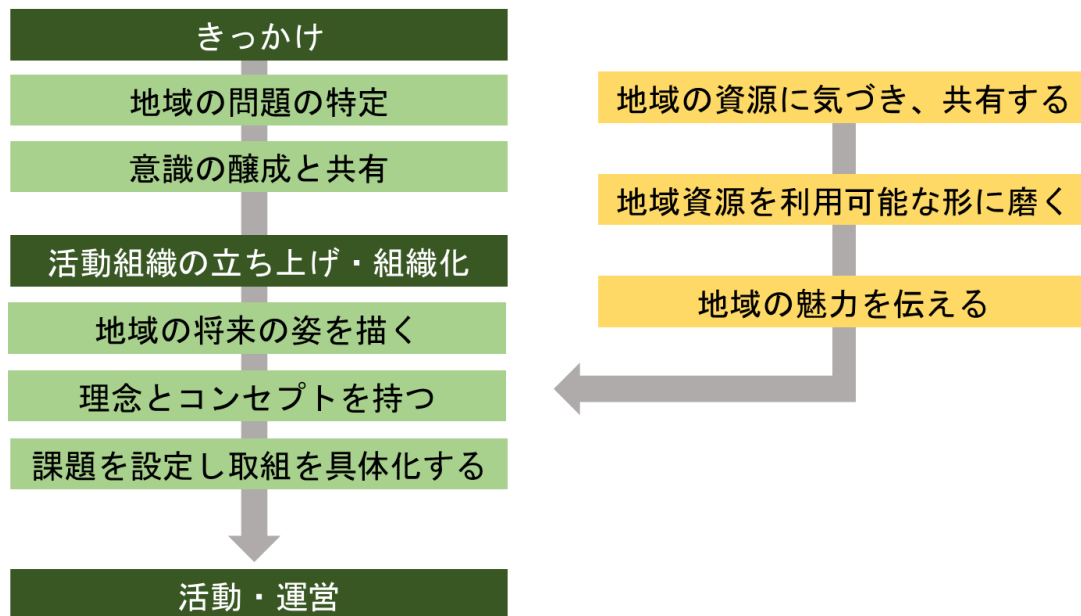 きっかけ
地域の問題の特定
意識の醸成と共有
活動組織の立ち上げ・組織化
地域の将来の姿を描く
理念とコンセプトを持つ
課題を設定し取組を具体化する
活動・運営
地域の資源に気づき、共有する
地域資源を利用可能な形に磨く
地域の魅力を伝える